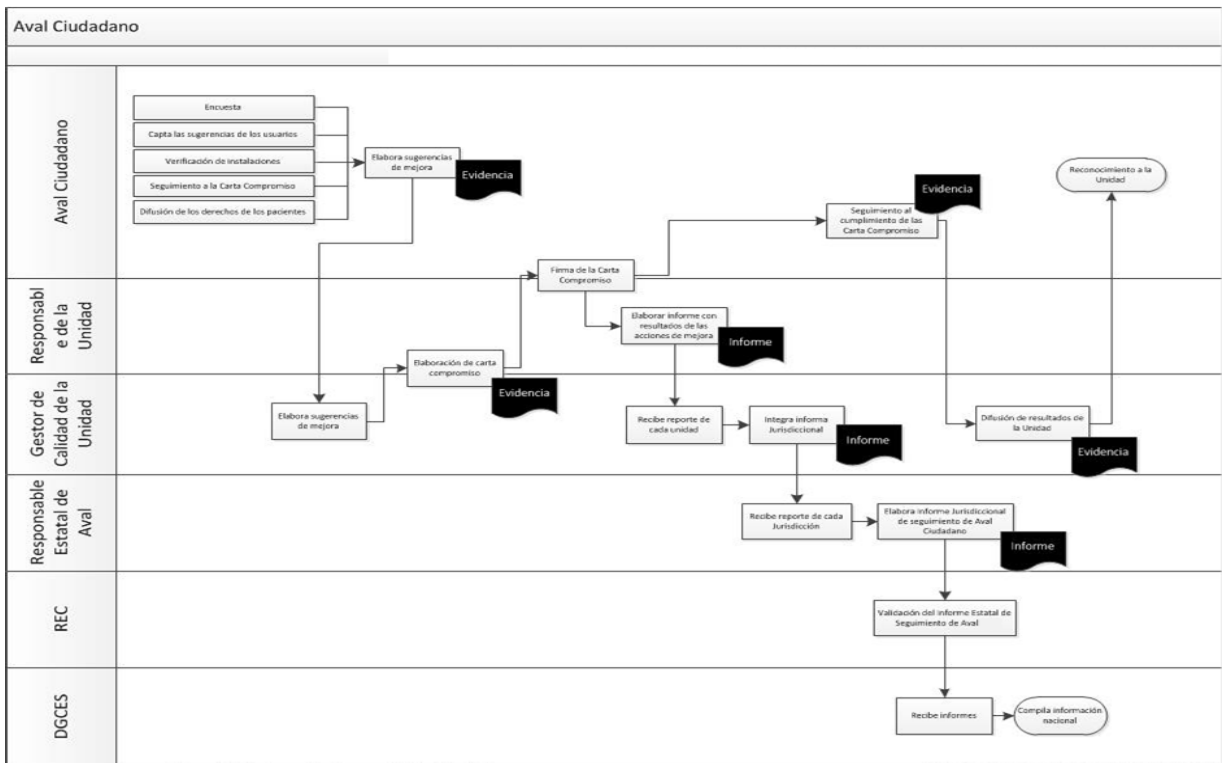 Aval Ciudadano
Aval Ciudadano
Encuesta
Capta las sugerencias de los usuarios
Verificación de instalaciones
Seguimiento a la Carta Compromiso
Difusión de los derechos de los pacientes
Elabora sugerencias
de mejora
Evidencia
Evidencia
Seguimiento al
cumplimiento de las
Carta Compromiso
Reconocimiento a la
Unidad
Firma de la Carta
Compromiso
Responsabl
e de la
Unidad
Elaborar informe con
resultados de las
acciones de mejora
Informe
Elaboración de carta
compromiso
Evidencia
Gestor de
Calidad de la
Unidad
Elabora sugerencias
de mejora
Recibe reporte de
cada unidad
Integra informa
Jurisdiccional
Informe
Difusión de resultados de
la Unidad
Evidencia
Responsable
Estatal de
Aval
Recibe reporte de cada
Jurisdicción
Elabora Informe Jurisdiccional
de seguimiento de Aval
Ciudadano
Informe
REC
Validación del Informe Estatal de
Seguimiento de Aval
DGCES
Recibe informes
Compila información
nacional